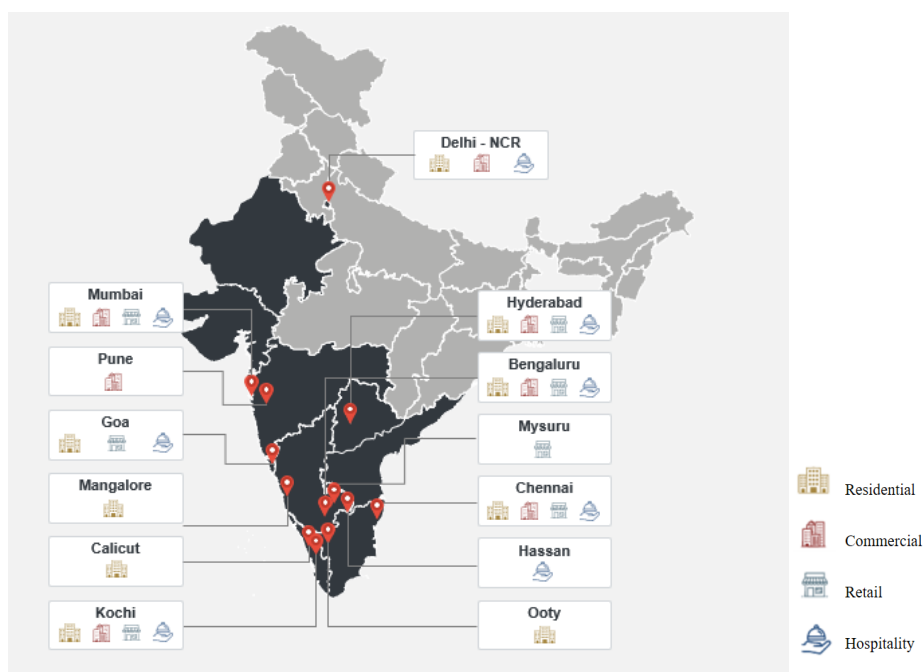 Delhi - NCR
Mumbai
Hyderabad
Pune
Bengaluru
Goa
Mysuru
Mangalore
Chennai
Calicut
Hassan
Kochi
Ooty
Residential
Commercial
Retail
Hospitality